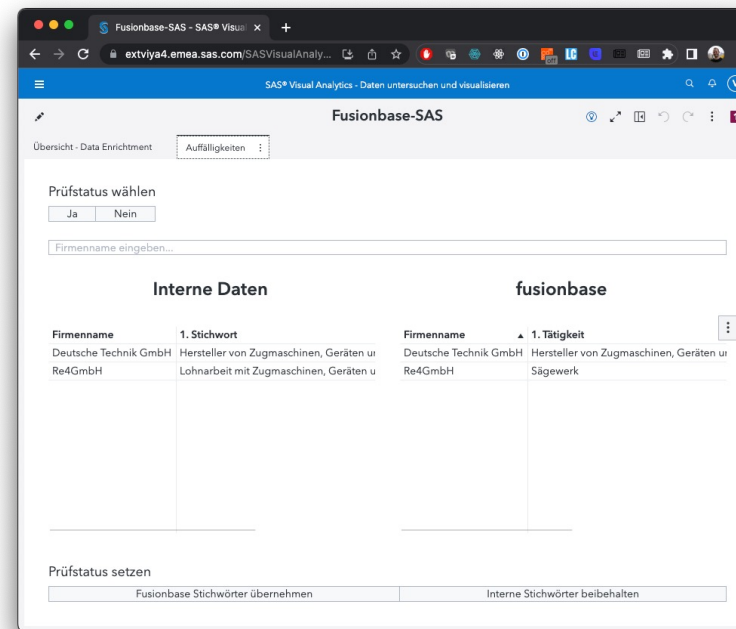 Fusionbase-SAS - SAS® Visual
extviya4.emea.sas.com/SASVisualAnaly...
SAS® Visual Analytics - Daten untersuchen und visualisieren
Fusionbase-SAS
Übersicht - Data Enrichtment
Auffälligkeiten
Prüfstatus wählen
Ja Nein
Firmenname eingeben...
Interne Daten fusionbase
Firmenname 1. Stichwort Firmenname 1. Tätigkeit
Deutsche Technik GmbH Hersteller von Zugmaschinen, Geräten ur Deutsche Technik GmbH Hersteller von Zugmaschinen, Geräten ur
Re4GmbH Lohnarbeit mit Zugmaschinen, Geräten u Re4GmbH Sägewerk
Prüfstatus setzen
Fusionbase Stichwörter übernehmen Interne Stichwörter beibehalten